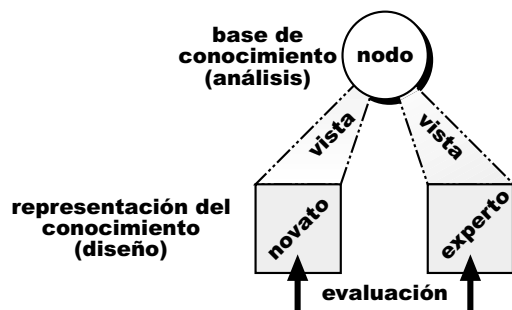 base de
conocimiento
(análisis)
nodo
vista
vista
representación del
conocimiento
(diseño)
novato
experto
evaluación